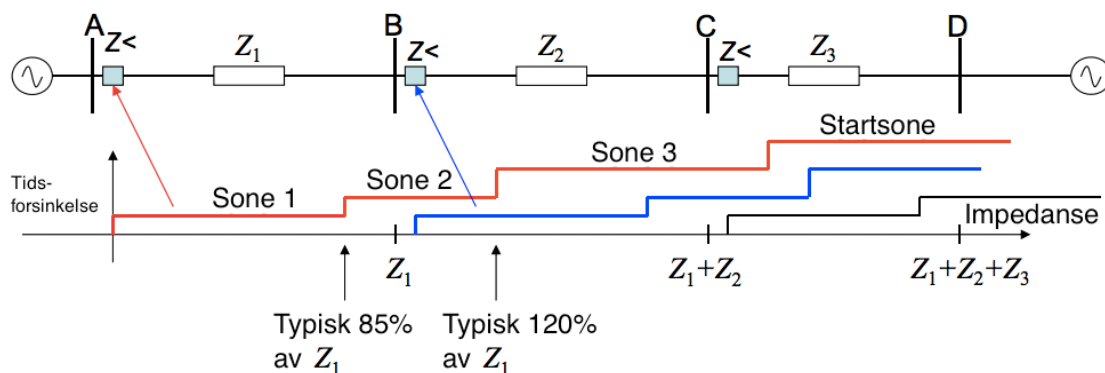 A B C D
Z< Z₁ Z< Z₂ Z< Z₃
Startsone
Sone 3
Sone 2
Sone 1
Tids-
forsinkelse
Impedanse
Z₁ Z₁+Z₂ Z₁+Z₂+Z₃
Typisk 85%
av Z₁
Typisk 120%
av Z₁